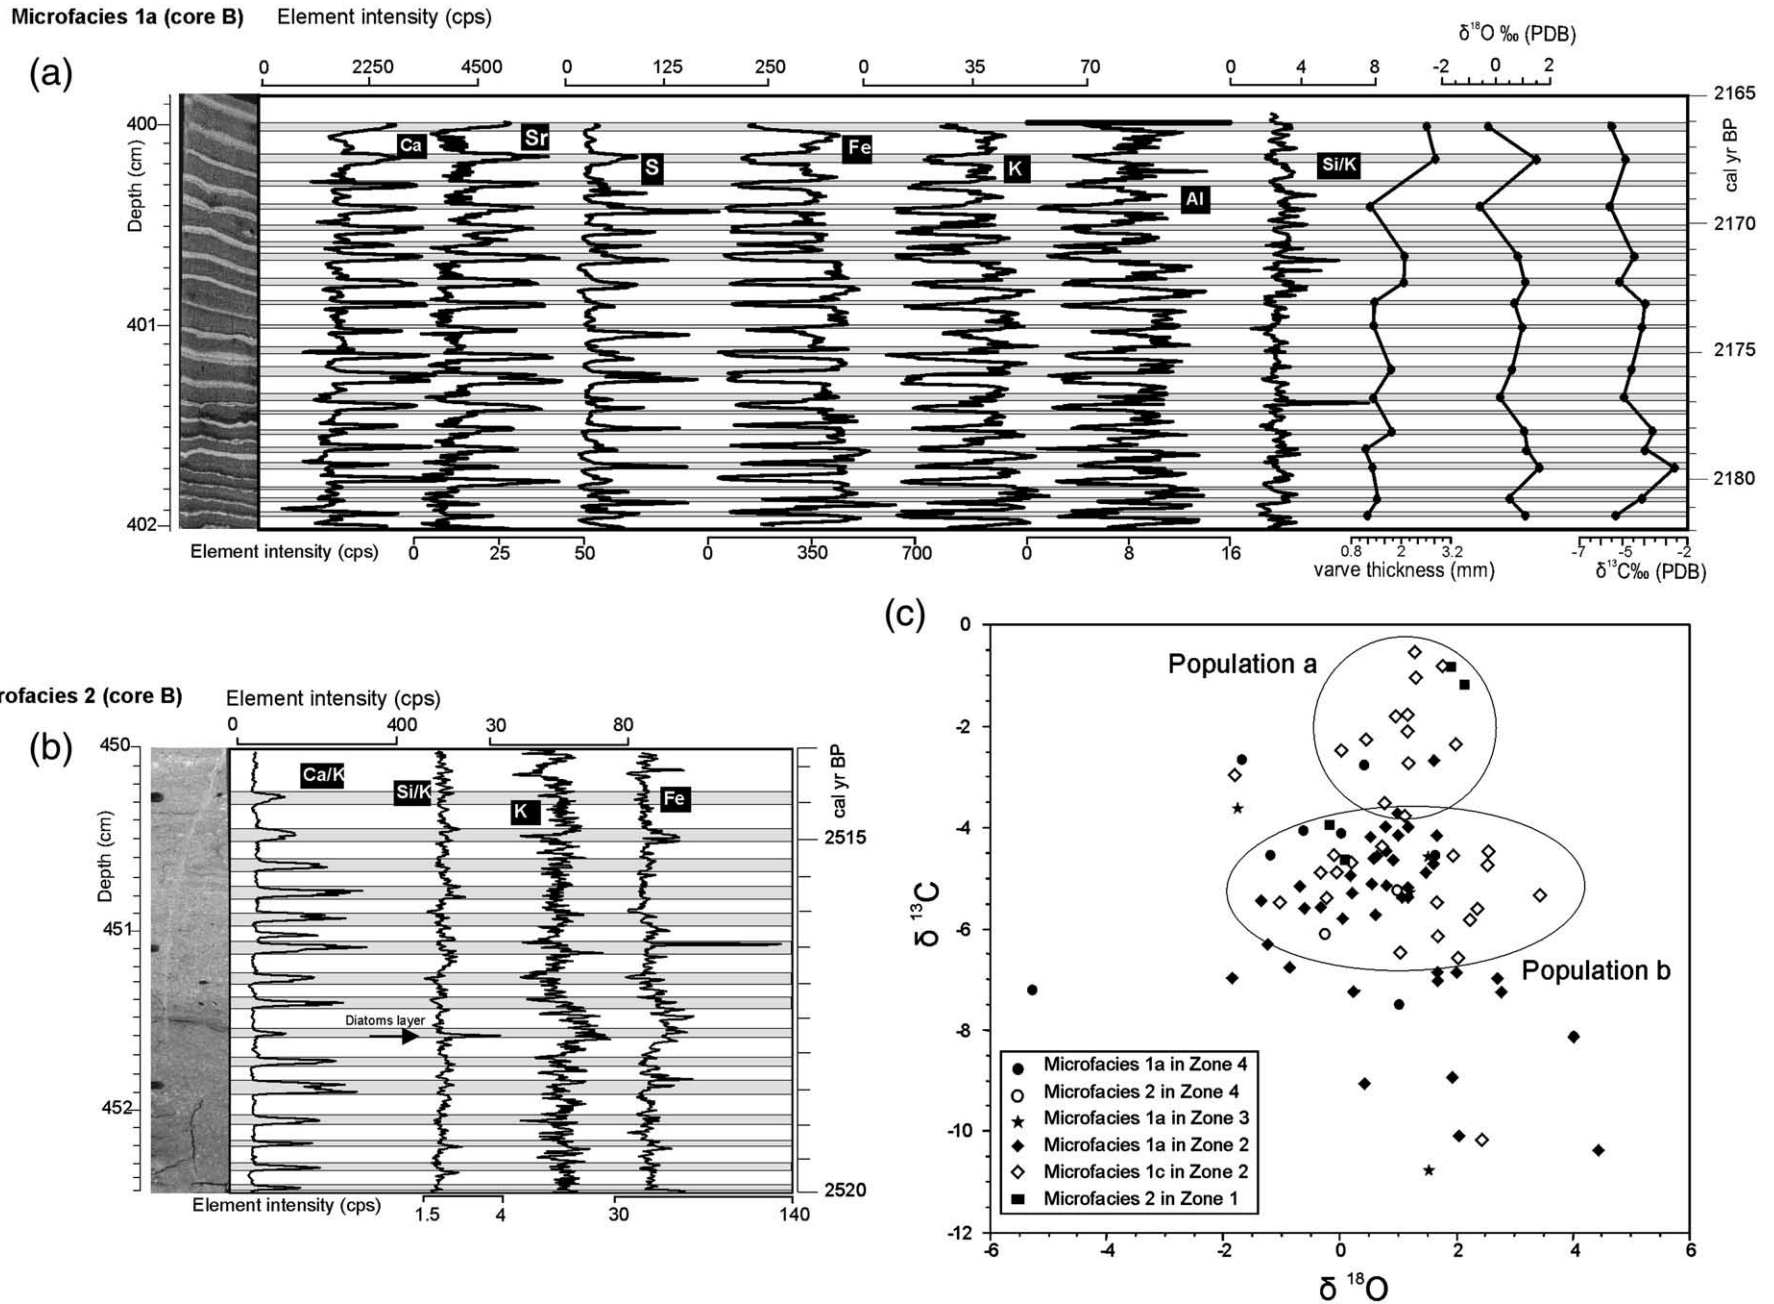 Microfacies 1a (core B) Element intensity (cps)
δ18O ‰ (PDB)
(a)
0 2250 4500 0 125 250 0 35 70 0 4 8 -2 0 2
2165
400
Ca
Sr
S
Fe
K
Al
Si/K
Depth (cm)
cal yr BP
2170
401
2175
2180
402
Element intensity (cps) 0 25 50 0 350 700 0 8 16 0.8 2 3.2 -7 -5 -2
varve thickness (mm) δ13C‰ (PDB)
(c)
rofacies 2 (core B) Element intensity (cps)
0 400 30 80
(b)
450
Ca/K
Si/K
K
Fe
Depth (cm)
cal yr BP
2515
451
Diatoms layer
452
2520
Element intensity (cps) 1.5 4 30 140
0
-2
-4
-6
-8
-10
-12
δ 13C
Population a
Population b
Microfacies 1a in Zone 4
Microfacies 2 in Zone 4
Microfacies 1a in Zone 3
Microfacies 1a in Zone 2
Microfacies 1c in Zone 2
Microfacies 2 in Zone 1
-6 -4 -2 0 2 4 6
δ 18O